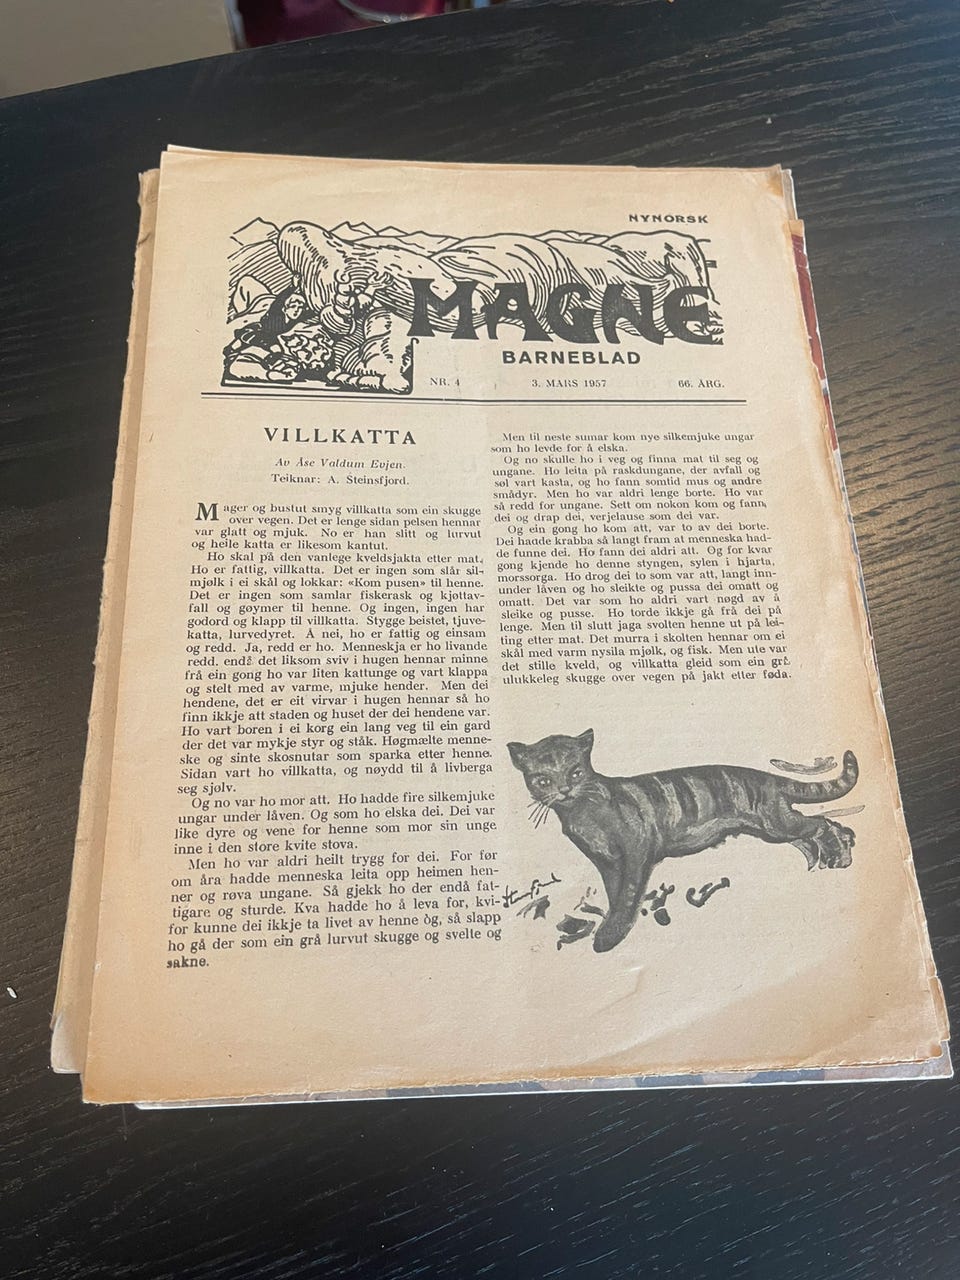 NYNORSK
MAGNE
BARNEBLAD
NR. 4 3. MARS 1957 66. ÅRG.
VILLKATTA
Av Åse Valdum Evjen.
Teiknar: A. Steinsfjord.
Mager og bustut smyg villkatta som ein skugge
over vegen. Det er lenge sidan pelsen hennar
var glatt og mjuk. No er han slitt og lurvut
og heile katta er likesom kantut.
Ho skal på den vanlege kveldsjakta etter mat.
Ho er fattig, villkatta. Det er ingen som slår sil-
mjølk i ei skål og lokkar: «Kom pusen» til henne.
Det er ingen som samlar fiskerask og kjøttav-
fall og gøymer til henne. Og ingen, ingen har
godord og klapp til villkatta. Stygge beistet, tjuve-
katta, lurvedyret. Å nei, ho er fattig og einsam
og redd. Ja, redd er ho. Menneskja er ho livande
redd. endå det liksom sviv i hugen hennar minne
frå ein gong ho var liten kattunge og vart klappa
og stelt med av varme, mjuke hender. Men dei
hendene, det er eit virvar i hugen hennar så ho
finn ikkje att staden og huset der dei hendene var.
Ho vart boren i ei korg ein lang veg til ein gard
der det var mykje styr og ståk. Høgmælte menne-
ske og sinte skosnutar som sparka etter henne.
Sidan vart ho villkatta, og nøydd til å livberga
seg sjølv.
Og no var ho mor att. Ho hadde fire silkemjuke
ungar under låven. Og som ho elska dei. Dei var
like dyre og vene for henne som mor sin unge
inne i den store kvite stova.
Men ho var aldri heilt trygg for dei. For før
om åra hadde menneska leita opp heimen hen-
ner og røva ungane. Så gjekk ho der endå fat-
tigare og sturde. Kva hadde ho å leva for, kvi-
for kunne dei ikkje ta livet av henne òg, så slapp
ho gå der som ein grå lurvut skugge og svelte og
sakne.
Men til neste sumar kom nye silkemjuke ungar
som ho levde for å elska.
Og no skulle ho i veg og finna mat til seg og
ungane. Ho leita på raskdungane, der avfall og
søl vart kasta, og ho fann somtid mus og andre
smådyr. Men ho var aldri lenge borte. Ho var
så redd for ungane. Sett om nokon kom og fann
dei og drap dei, verjelause som dei var.
Og ein gong ho kom att, var to av dei borte.
Dei hadde krabba så langt fram at menneska had-
de funne dei. Ho fann dei aldri att. Og for kvar
gong kjende ho denne styngen, sylen i hjarta,
morssorga. Ho drog dei to som var att, langt inn-
under låven og ho sleikte og pussa dei omatt og
omatt. Det var som ho aldri vart nøgd av å
sleike og pusse. Ho torde ikkje gå frå dei på
lenge. Men til slutt jaga svolten henne ut på lei-
ting etter mat. Det murra i skolten hennar om ei
skål med varm nysila mjølk, og fisk. Men ute var
det stille kveld, og villkatta gleid som ein grå
ulukkeleg skugge over vegen på jakt etter føda.